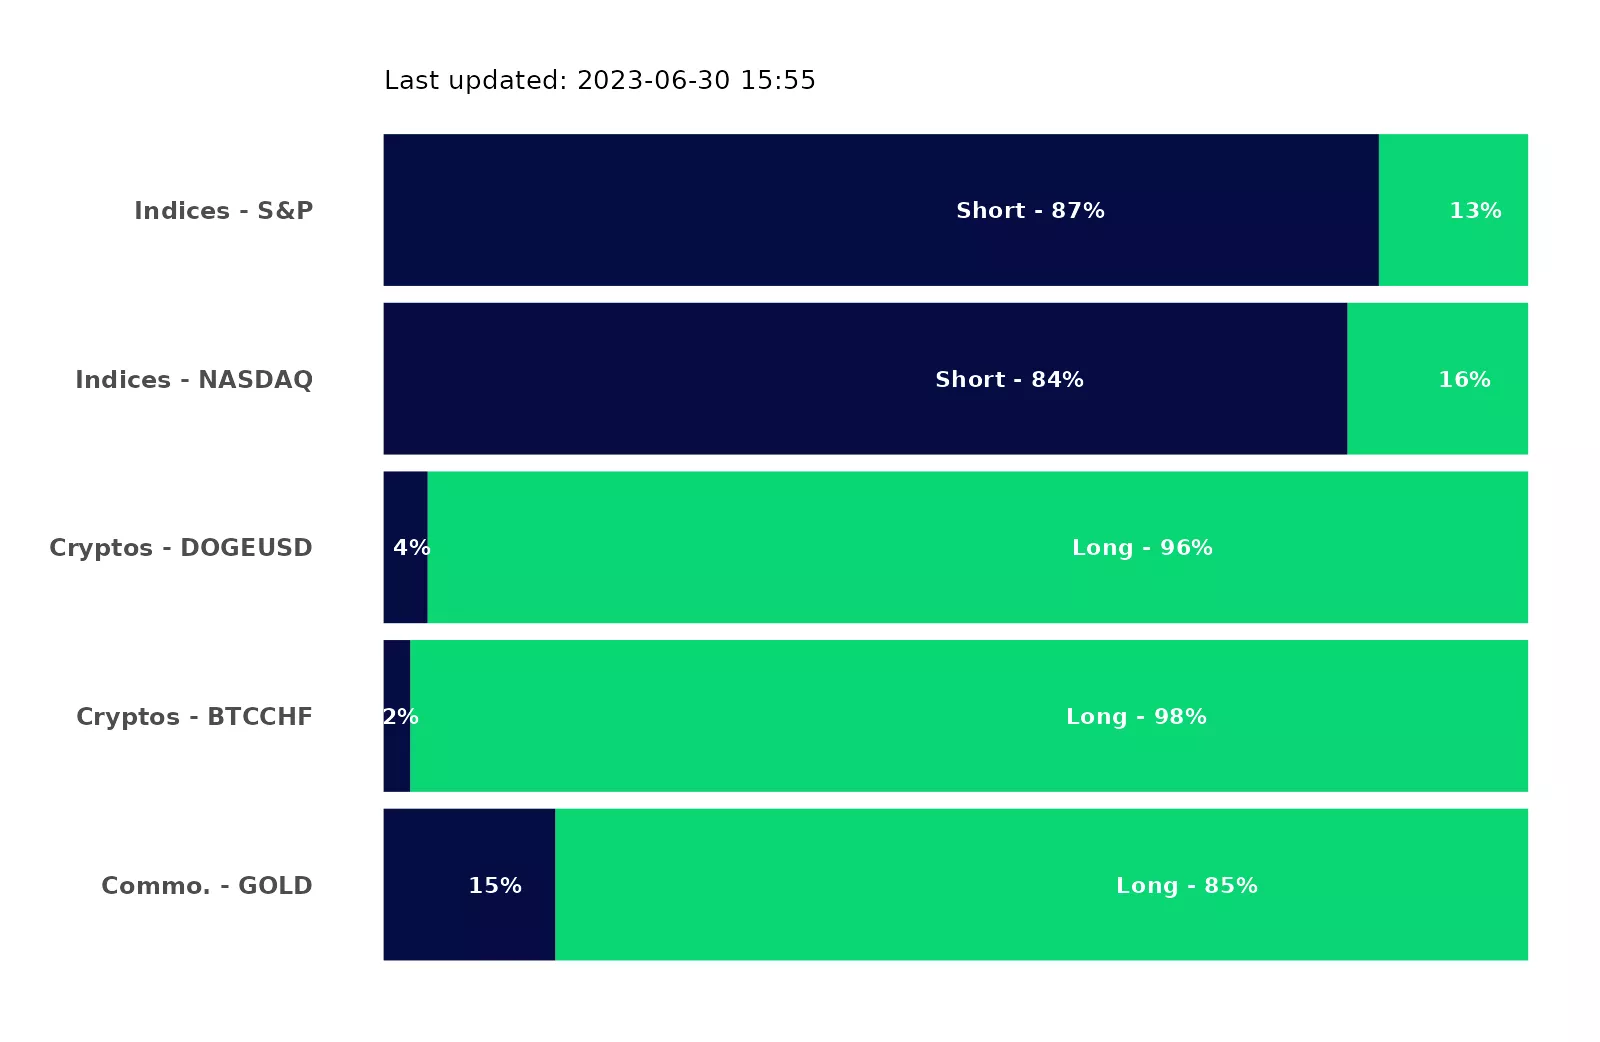 Last updated: 2023-06-30 15:55
Indices - S&P Short - 87% 13%
Indices - NASDAQ Short - 84% 16%
Cryptos - DOGEUSD 4% Long - 96%
Cryptos - BTCCHF 2% Long - 98%
Commo. - GOLD 15% Long - 85%